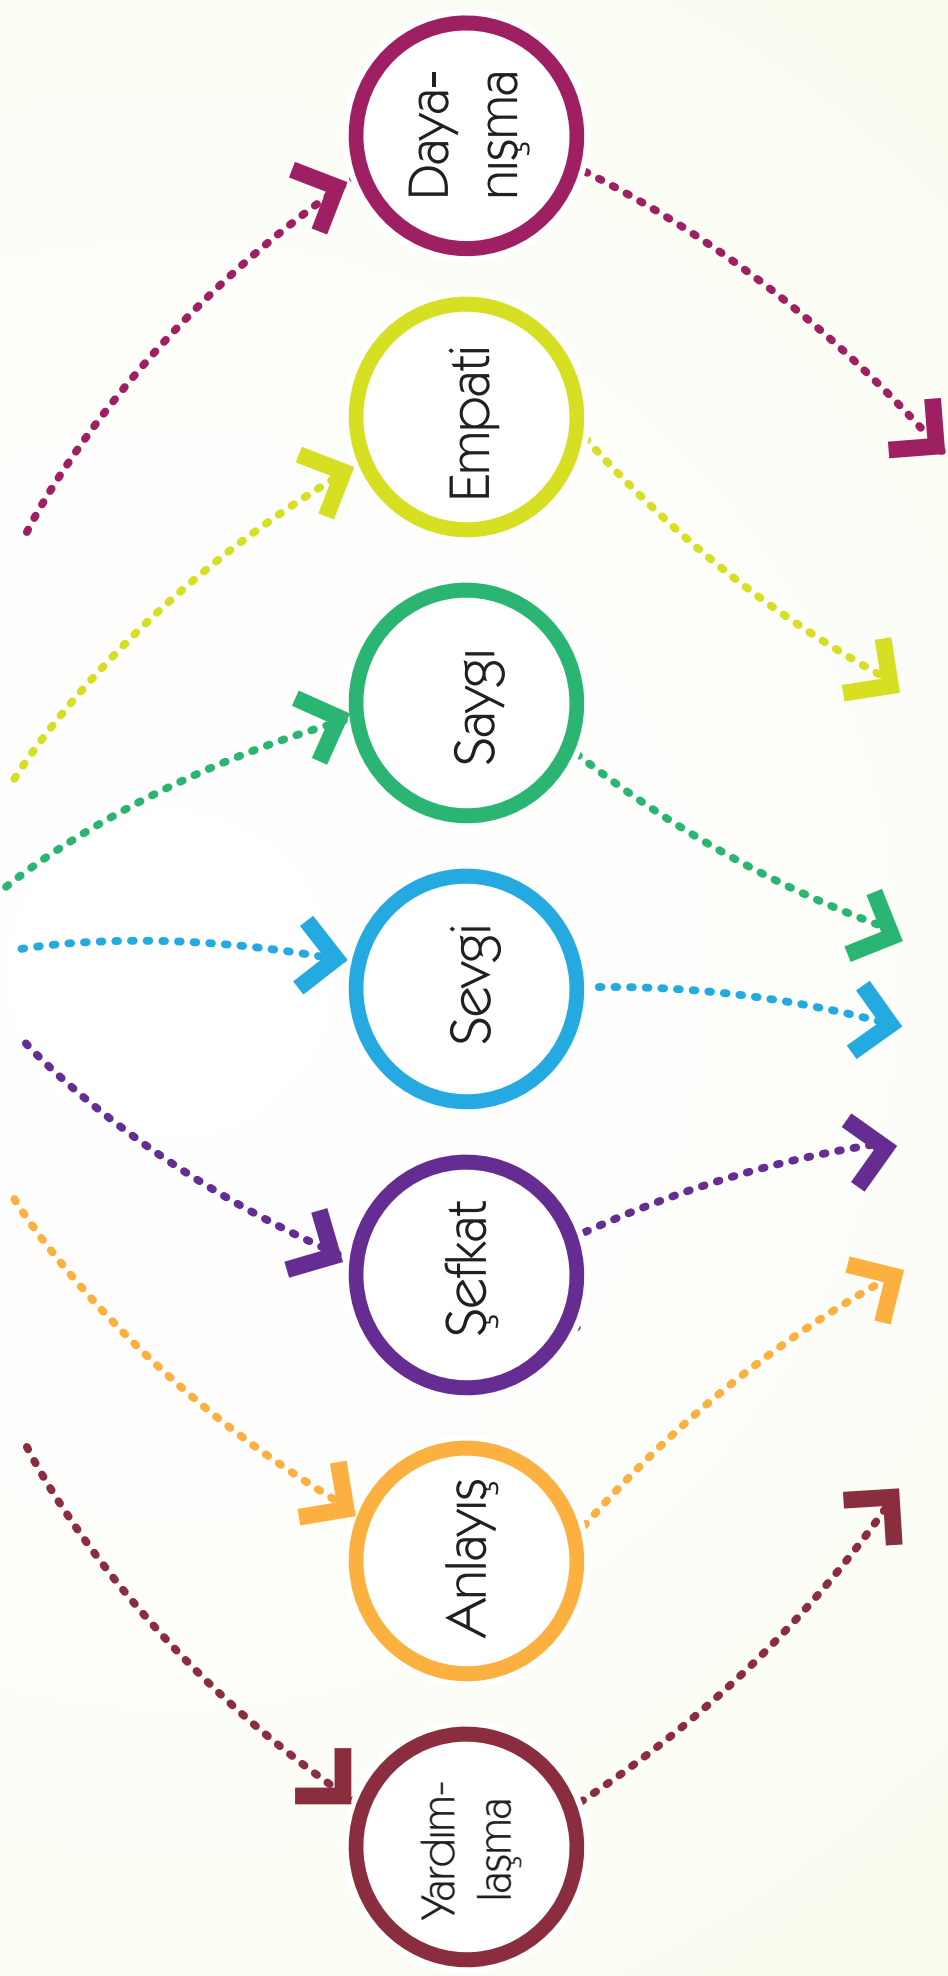 Yardım-
laşma
Anlayış
Şefkat
Sevgi
Saygı
Empati
Daya-
nışma